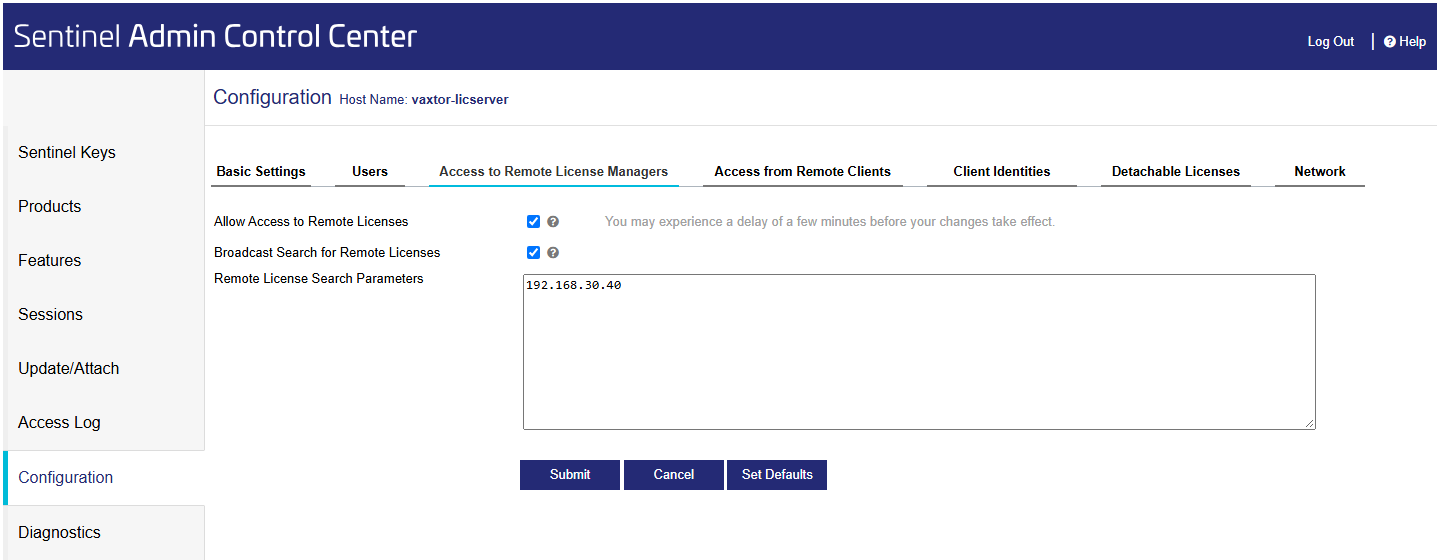 Sentinel Admin Control Center
Log Out | ? Help
Configuration Host Name: vaxtor-licserver
Sentinel Keys
Products
Features
Sessions
Update/Attach
Access Log
Configuration
Diagnostics
Basic Settings Users Access to Remote License Managers Access from Remote Clients Client Identities Detachable Licenses Network
Allow Access to Remote Licenses ? You may experience a delay of a few minutes before your changes take effect.
Broadcast Search for Remote Licenses ?
Remote License Search Parameters
192.168.30.40
Submit Cancel Set Defaults